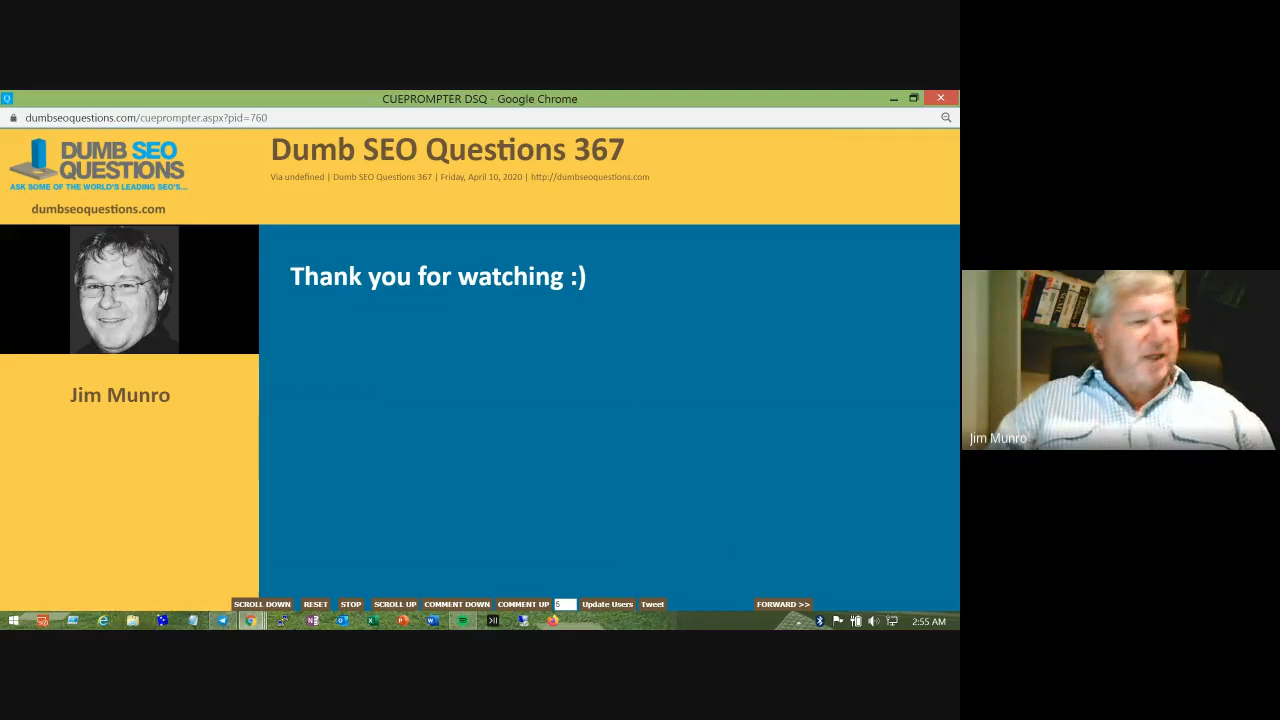 CUEPROMPTER DSQ - Google Chrome
dumbseoquestions.com/cueprompter.aspx?pid=760
DUMB SEO
QUESTIONS
ASK SOME OF THE WORLD'S LEADING SEO'S...
dumbseoquestions.com
Dumb SEO Questions 367
Via undefined | Dumb SEO Questions 367 | Friday, April 10, 2020 | http://dumbseoquestions.com
Thank you for watching :)
Jim Munro
Jim Munro
SCROLL DOWN RESET STOP SCROLL UP COMMENT DOWN COMMENT UP 5 Update Users Tweet FORWARD >>
2:55 AM